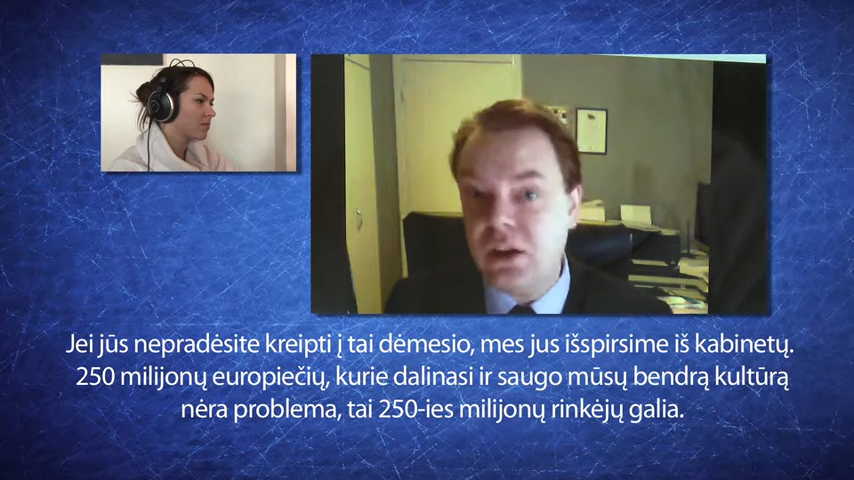 Jei jūs nepradėsite kreipti į tai dėmesio, mes jus išspirsime iš kabinetų.
250 milijonų europiečių, kurie dalinasi ir saugo mūsų bendrą kultūrą
nėra problema, tai 250-ies milijonų rinkėjų galia.